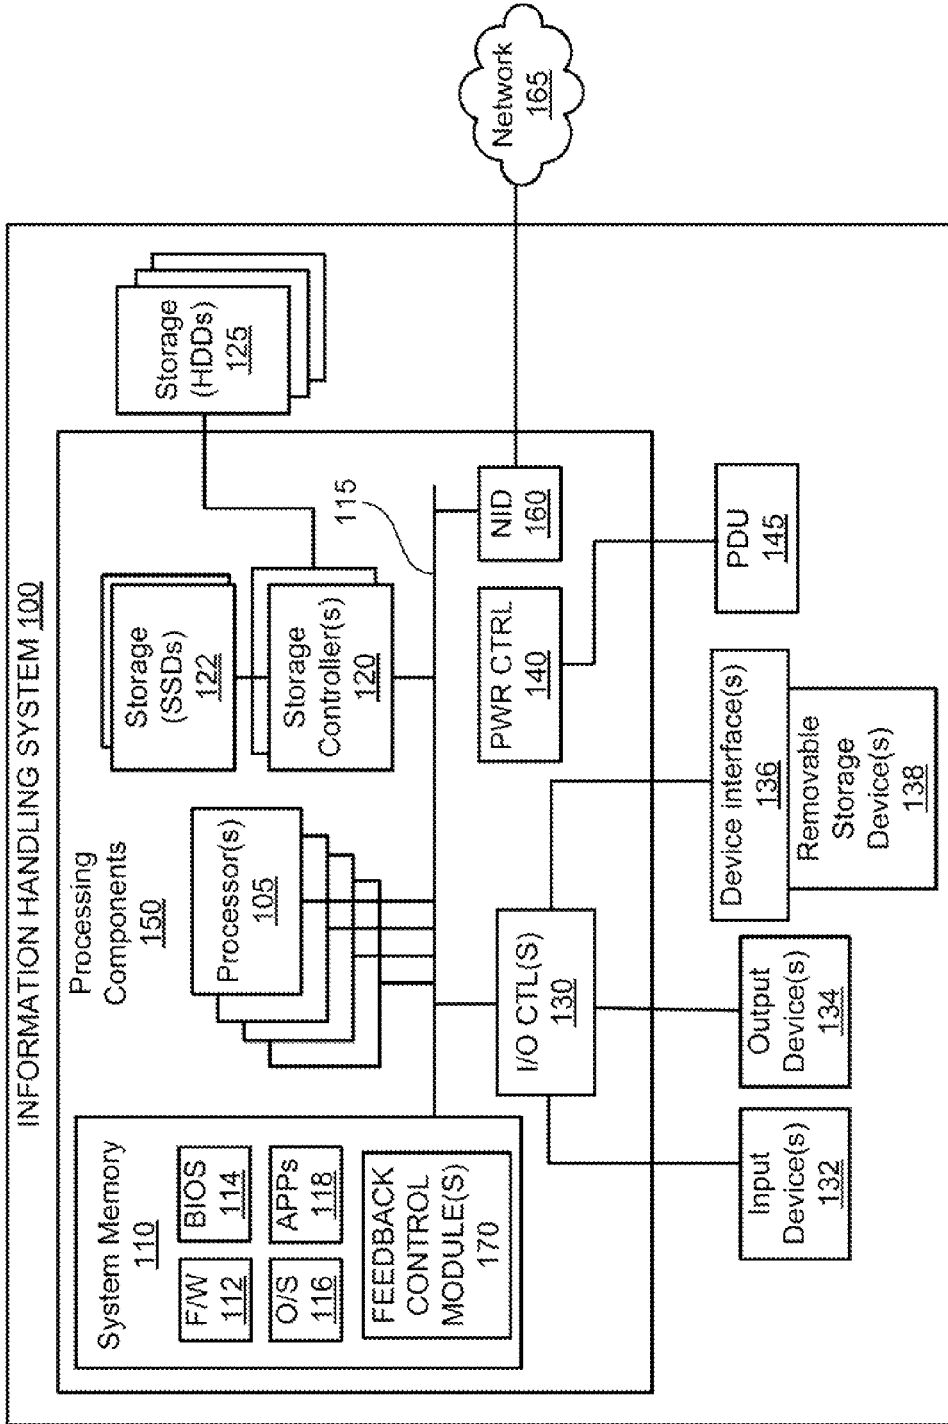 INFORMATION HANDLING SYSTEM 100
System Memory
110
F/W
112
BIOS
114
O/S
116
APPs
118
FEEDBACK
CONTROL
MODULE(S)
170
Processing
Components
150
Processor(s)
105
Storage
(SSDs)
122
Storage
Controller(s)
120
Storage
(HDDs)
125
115
I/O CTL(S)
130
PWR CTRL
140
NID
160
Network
165
Input
Device(s)
132
Output
Device(s)
134
Device Interface(s)
136
Removable
Storage
Device(s)
138
PDU
145